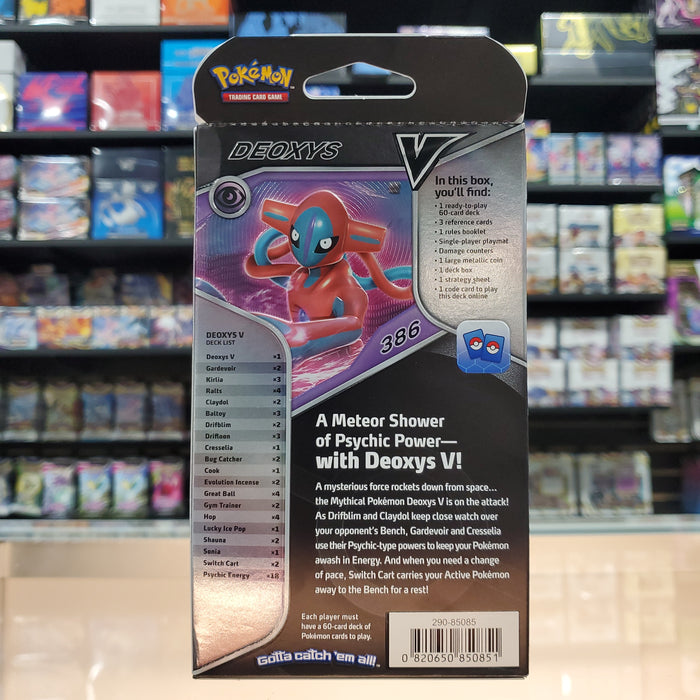 POKÉMON
TRADING CARD GAME
DEOXYS V
In this box,
you'll find:
• 1 ready-to-play
60-card deck
• 3 reference cards
• 1 rules booklet
• Single-player playmat
• Damage counters
• 1 large metallic coin
• 1 deck box
• 1 strategy sheet
• 1 code card to play
this deck online
386
DEOXYS V
DECK LIST
Deoxys V ×1
Gardevoir ×2
Kirlia ×3
Ralts ×4
Claydol ×2
Baltoy ×3
Drifblim ×2
Drifloon ×3
Cresselia ×1
Bug Catcher ×2
Cook ×1
Evolution Incense ×2
Great Ball ×4
Gym Trainer ×2
Hop ×4
Lucky Ice Pop ×1
Shauna ×2
Sonia ×1
Switch Cart ×2
Psychic Energy ×18
A Meteor Shower
of Psychic Power—
with Deoxys V!
A mysterious force rockets down from space...
the Mythical Pokémon Deoxys V is on the attack!
As Drifblim and Claydol keep close watch over
your opponent's Bench, Gardevoir and Cresselia
use their Psychic-type powers to keep your Pokémon
awash in Energy. And when you need a change
of pace, Switch Cart carries your Active Pokémon
away to the Bench for a rest!
Each player must
have a 60-card deck of
Pokémon cards to play.
Gotta catch 'em all!
290-85085
0 820650 850851